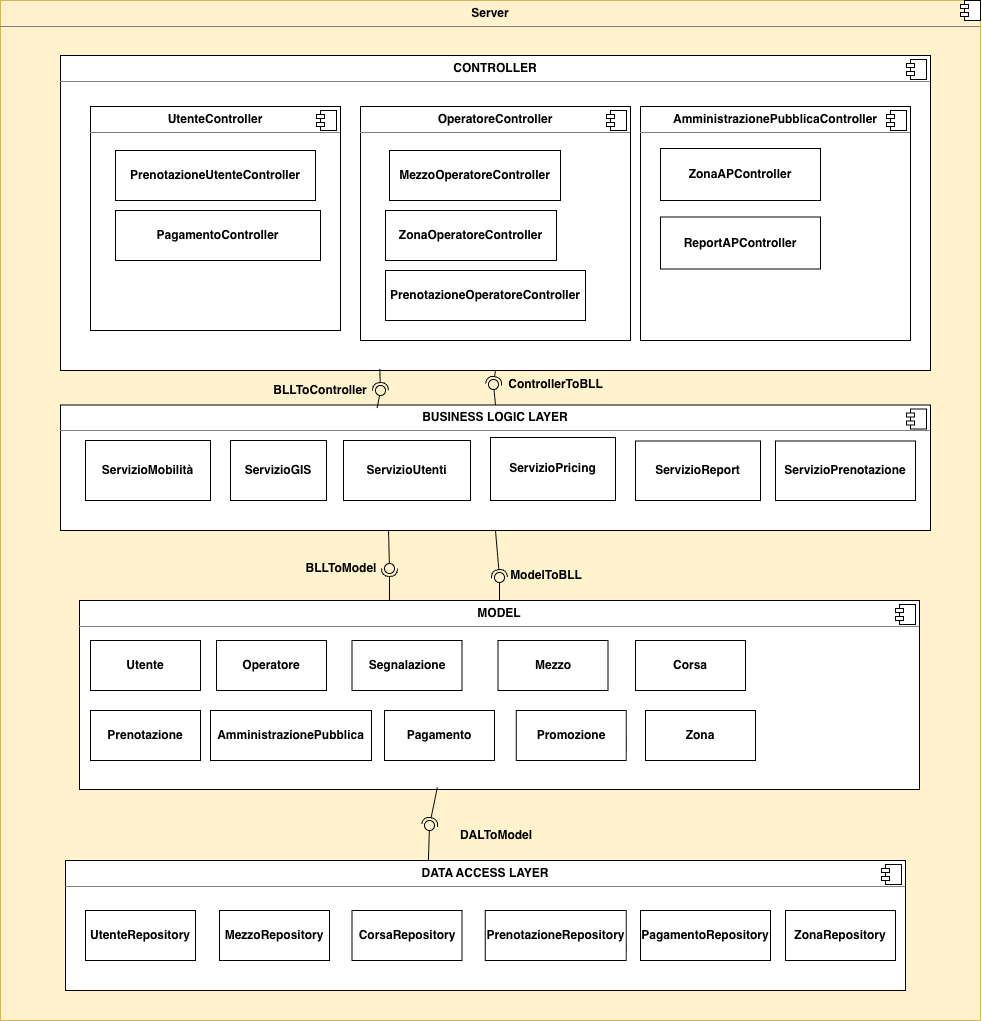 Server
CONTROLLER
UtenteController
OperatoreController
AmministrazionePubblicaController
PrenotazioneUtenteController
MezzoOperatoreController
ZonaAPController
PagamentoController
ZonaOperatoreController
ReportAPController
PrenotazioneOperatoreController
BLLToController
ControllerToBLL
BUSINESS LOGIC LAYER
ServizioMobilità
ServizioGIS
ServizioUtenti
ServizioPricing
ServizioReport
ServizioPrenotazione
BLLToModel
ModelToBLL
MODEL
Utente
Operatore
Segnalazione
Mezzo
Corsa
Prenotazione
AmministrazionePubblica
Pagamento
Promozione
Zona
DALToModel
DATA ACCESS LAYER
UtenteRepository
MezzoRepository
CorsaRepository
PrenotazioneRepository
PagamentoRepository
ZonaRepository